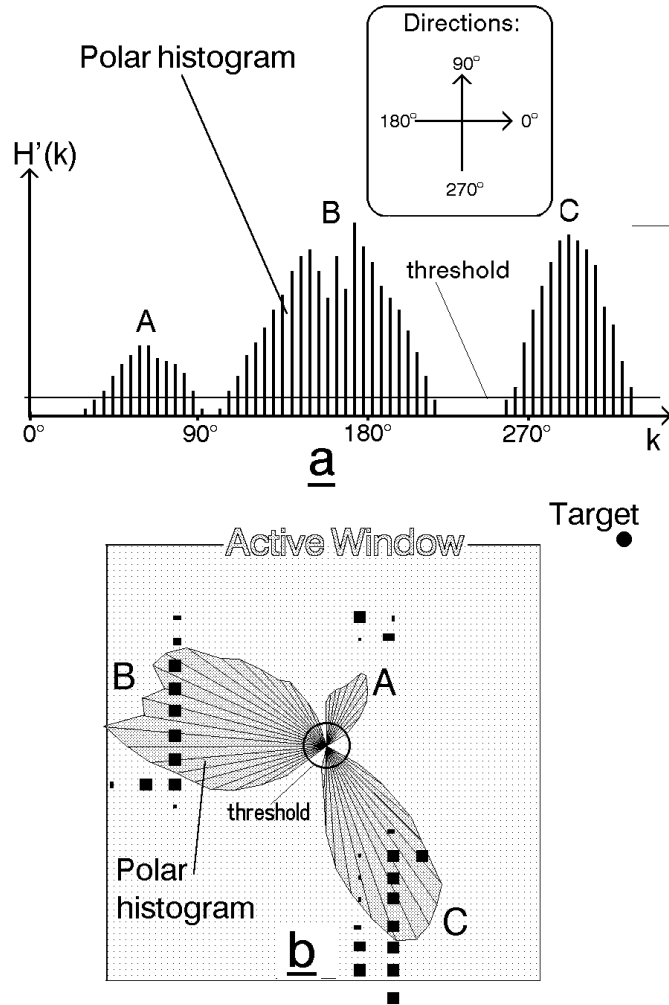 Directions:
90°
180°
0°
270°
Polar histogram
H'(k)
A
B
C
threshold
0°
90°
180°
270°
k
a
Target
Active Window
B
A
threshold
Polar
histogram
C
b